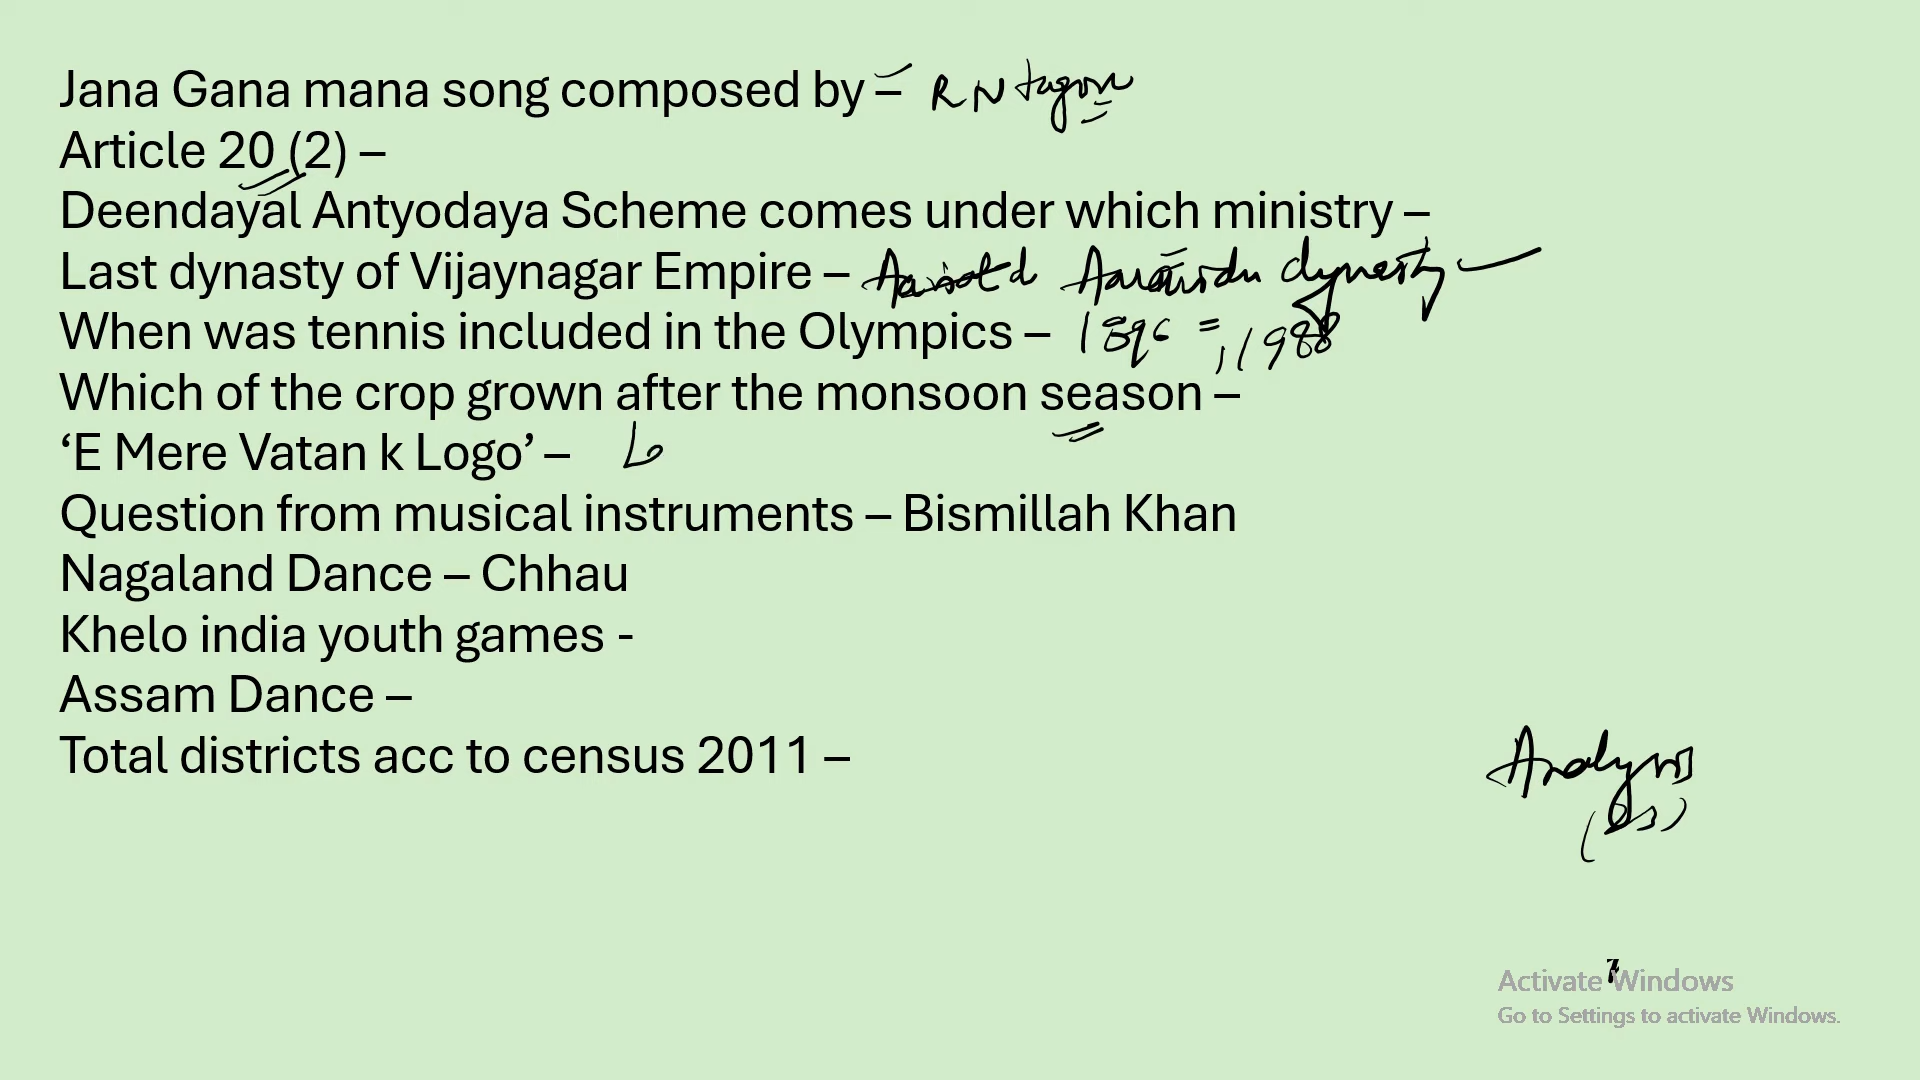 Jana Gana mana song composed by – R N tagore
Article 20 (2) –
Deendayal Antyodaya Scheme comes under which ministry –
Last dynasty of Vijaynagar Empire – Aravidu dynasty
When was tennis included in the Olympics – 1896 , 1988
Which of the crop grown after the monsoon season –
‘E Mere Vatan k Logo’ –
Question from musical instruments – Bismillah Khan
Nagaland Dance – Chhau
Khelo india youth games -
Assam Dance –
Total districts acc to census 2011 –
Analysis
Activate Windows
Go to Settings to activate Windows.